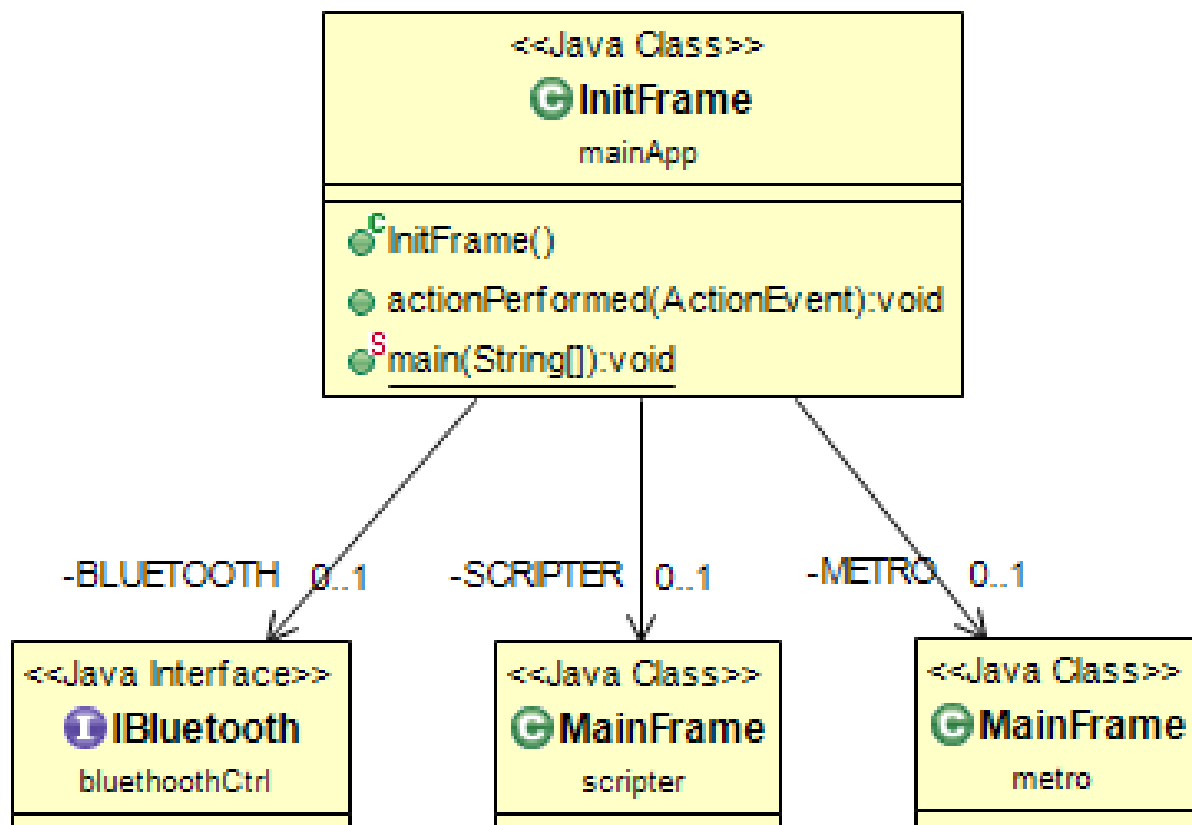 <<Java Class>>
C InitFrame
mainApp
C InitFrame()
actionPerformed(ActionEvent):void
S main(String[]):void
-BLUETOOTH 0..1 -SCRIPTER 0..1 -METRO 0..1
<<Java Interface>> <<Java Class>> <<Java Class>>
I IBluetooth C MainFrame C MainFrame
bluethoothCtrl scripter metro